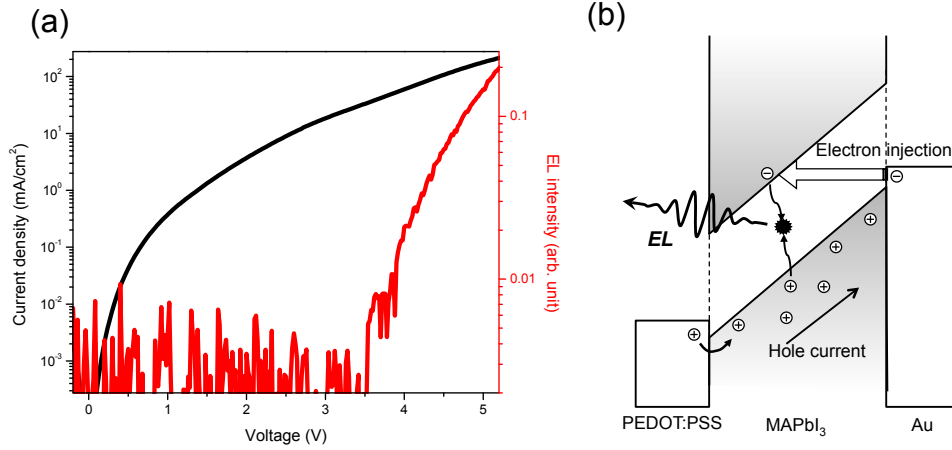 (a)
10²
10¹
10⁰
10⁻¹
10⁻²
10⁻³
Current density (mA/cm²)
0 1 2 3 4 5
Voltage (V)
0.1
0.01
EL intensity (arb. unit)
(b)
Electron injection
EL
Hole current
PEDOT:PSS MAPbI₃ Au